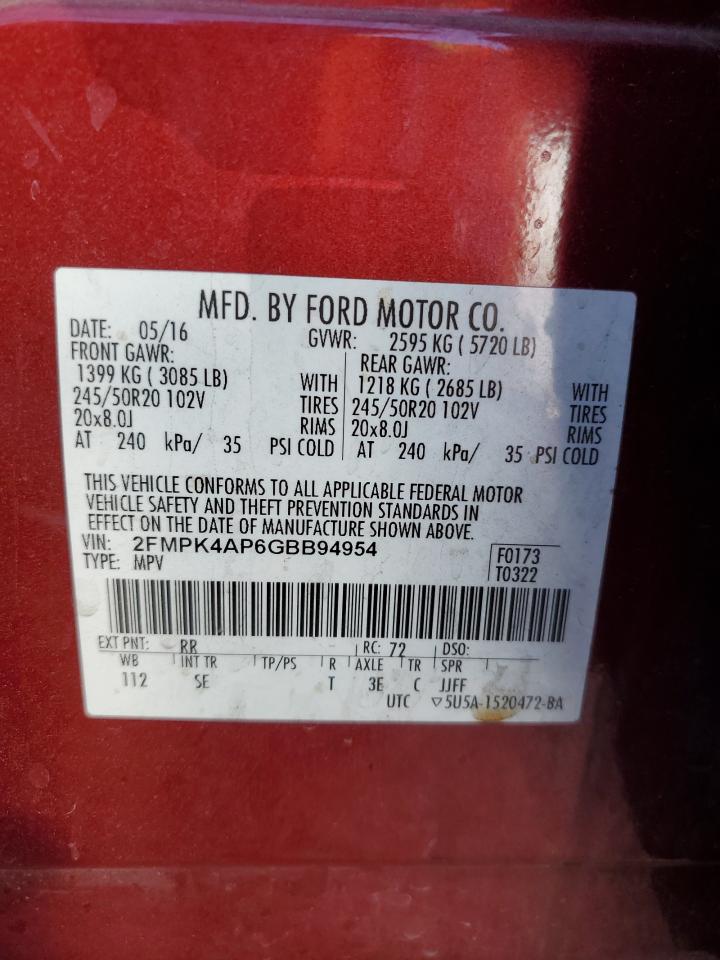 MFD. BY FORD MOTOR CO.
DATE: 05/16 GVWR: 2595 KG ( 5720 LB)
FRONT GAWR: REAR GAWR:
1399 KG ( 3085 LB) WITH 1218 KG ( 2685 LB) WITH
245/50R20 102V TIRES 245/50R20 102V TIRES
20x8.0J RIMS 20x8.0J RIMS
AT 240 kPa/ 35 PSI COLD AT 240 kPa/ 35 PSI COLD
THIS VEHICLE CONFORMS TO ALL APPLICABLE FEDERAL MOTOR
VEHICLE SAFETY AND THEFT PREVENTION STANDARDS IN
EFFECT ON THE DATE OF MANUFACTURE SHOWN ABOVE.
VIN: 2FMPK4AP6GBB94954 F0173
TYPE: MPV T0322
EXT PNT: RR RC: 72 DSO:
WB INT TR TP/PS R AXLE TR SPR
112 SE T 3E C JJFF
UTC ▽5U5A-1520472-BA